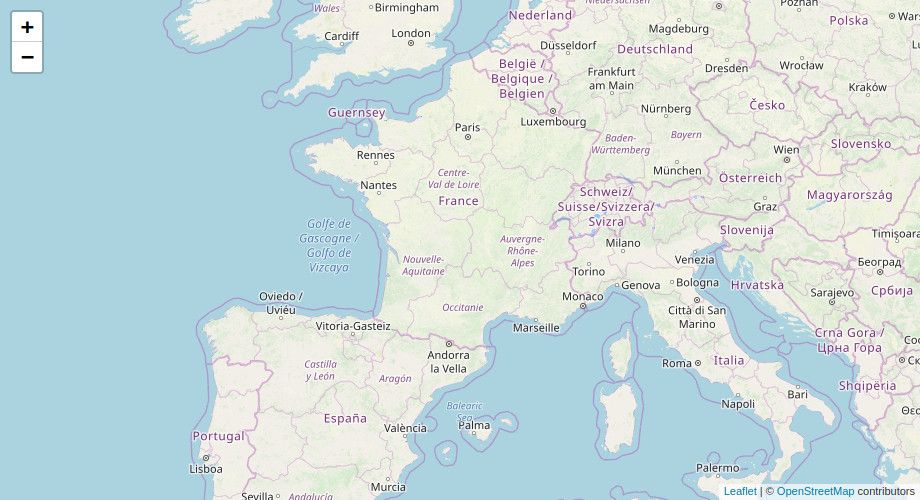 +
−
Wales
Birmingham
Cardiff
London
Nederland
Düsseldorf
België /
Belgique /
Belgien
Magdeburg
Deutschland
Frankfurt
am Main
Dresden
Poznań
Polska
Wrocław
Kraków
Guernsey
Luxembourg
Nürnberg
Česko
Paris
Rennes
Baden-
Württemberg
Bayern
Wien
Slovensko
München
Österreich
Centre-
Val de Loire
Nantes
France
Schweiz/
Suisse/Svizzera/
Svizra
Graz
Magyarország
Golfe de
Gascogne /
Golfo de
Vizcaya
Auvergne-
Rhône-
Alpes
Milano
Slovenija
Nouvelle-
Aquitaine
Torino
Venezia
Београд
Genova
Bologna
Hrvatska
Србија
Sarajevo
Oviedo /
Uviéu
Occitanie
Monaco
Città di San
Marino
Vitoria-Gasteiz
Marseille
Crna Gora /
Црна Гора
Andorra
la Vella
Castilla
y León
Aragón
Roma
Italia
Shqipëria
España
Balearic
Sea
Palma
València
Napoli
Bari
Portugal
Lisboa
Murcia
Palermo
Sevilla
Andalucía
Leaflet | © OpenStreetMap contributors